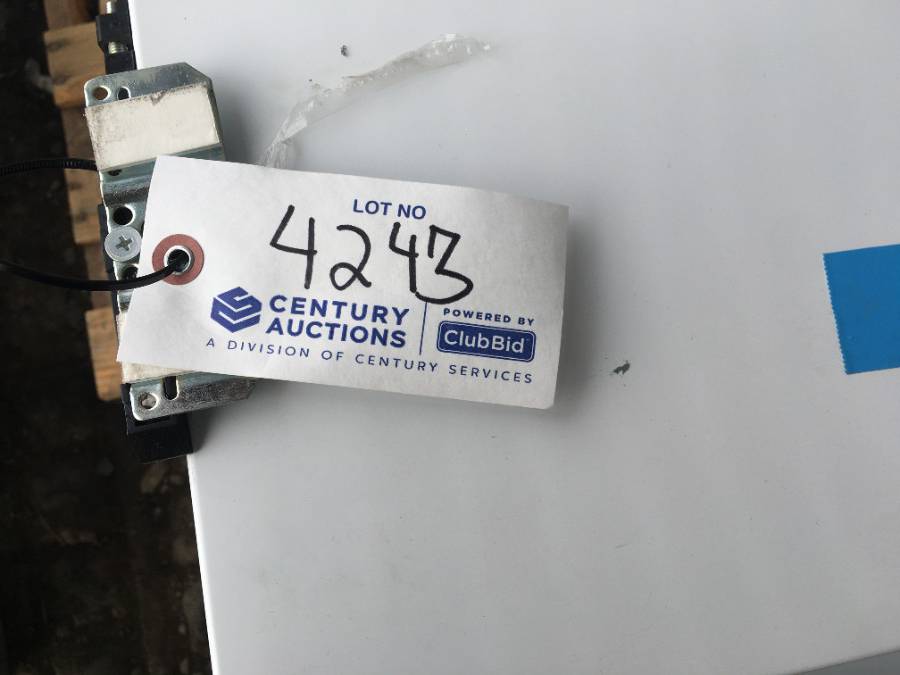 LOT NO
4243
CENTURY
AUCTIONS
A DIVISION OF CENTURY SERVICES
POWERED BY
ClubBid